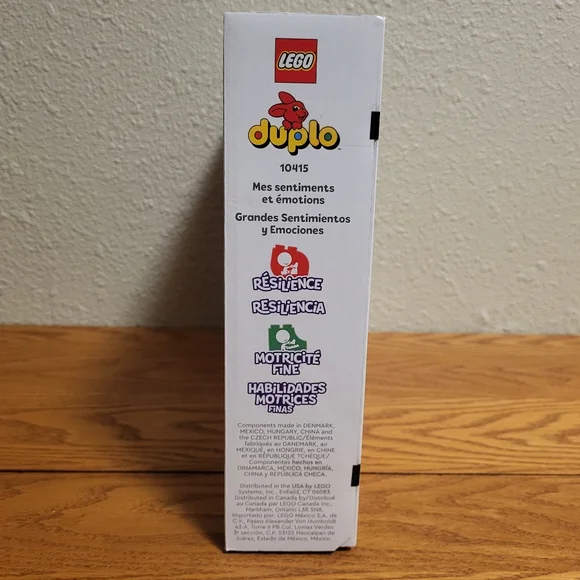 LEGO
duplo™
10415
Mes sentiments
et émotions
Grandes Sentimientos
y Emociones
RÉSILIENCE
RESILIENCIA
MOTRICITÉ
FINE
HABILIDADES
MOTRICES
FINAS
Components made in DENMARK,
MEXICO, HUNGARY, CHINA and
the CZECH REPUBLIC/Éléments
fabriqués au DANEMARK, au
MEXIQUE, en HONGRIE, en CHINE
et en RÉPUBLIQUE TCHÈQUE/
Componentes hechos en
DINAMARCA, MÉXICO, HUNGRÍA,
CHINA y REPÚBLICA CHECA.
Distributed in the USA by LEGO
Systems, Inc., Enfield, CT 06083.
Distributed in Canada by/Distribué
au Canada par LEGO Canada Inc.,
Markham, Ontario L3R 5N8.
Importado por: LEGO México S.A. de
C.V., Paseo Alexander Von Humboldt
43-A, Torre 6 PB Col. Lomas Verdes
3ª sección, C.P. 53125 Naucalpan de
Juárez, Estado de México, México.